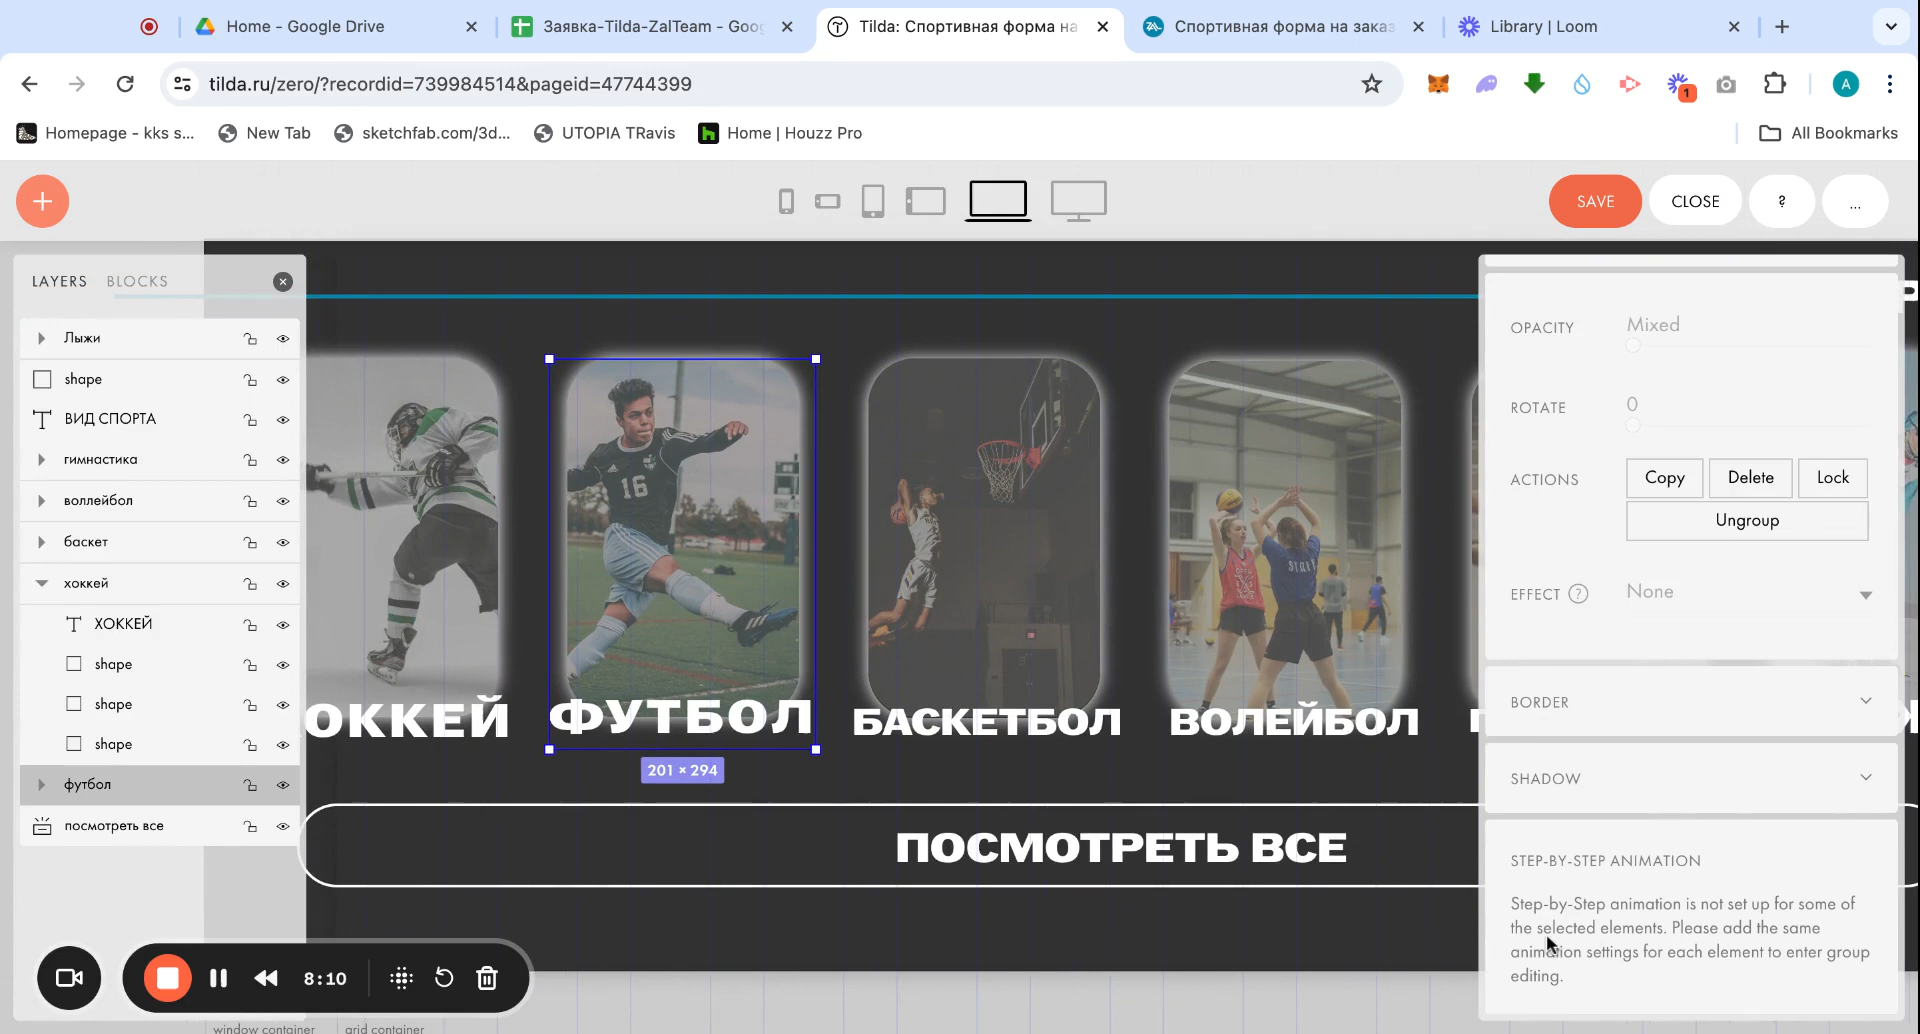 Home - Google Drive
Заявка-Tilda-ZalTeam - Goog
Tilda: Спортивная форма на
Спортивная форма на заказ
Library | Loom
tilda.ru/zero/?recordid=739984514&pageid=47744399
1
A
Homepage - kks s...
New Tab
sketchfab.com/3d...
UTOPIA TRavis
Home | Houzz Pro
All Bookmarks
SAVE
CLOSE
?
...
LAYERS
BLOCKS
Лыжи
shape
ВИД СПОРТА
гимнастика
воллейбол
баскет
хоккей
ХОККЕЙ
shape
shape
shape
футбол
посмотреть все
16
ОККЕЙ
ФУТБОЛ
БАСКЕТБОЛ
ВОЛЕЙБОЛ
201 × 294
ПОСМОТРЕТЬ ВСЕ
OPACITY
Mixed
ROTATE
0
ACTIONS
Copy
Delete
Lock
Ungroup
EFFECT ?
None
BORDER
SHADOW
STEP-BY-STEP ANIMATION
Step-by-Step animation is not set up for some of
the selected elements. Please add the same
animation settings for each element to enter group
editing.
8:10
window container
grid container